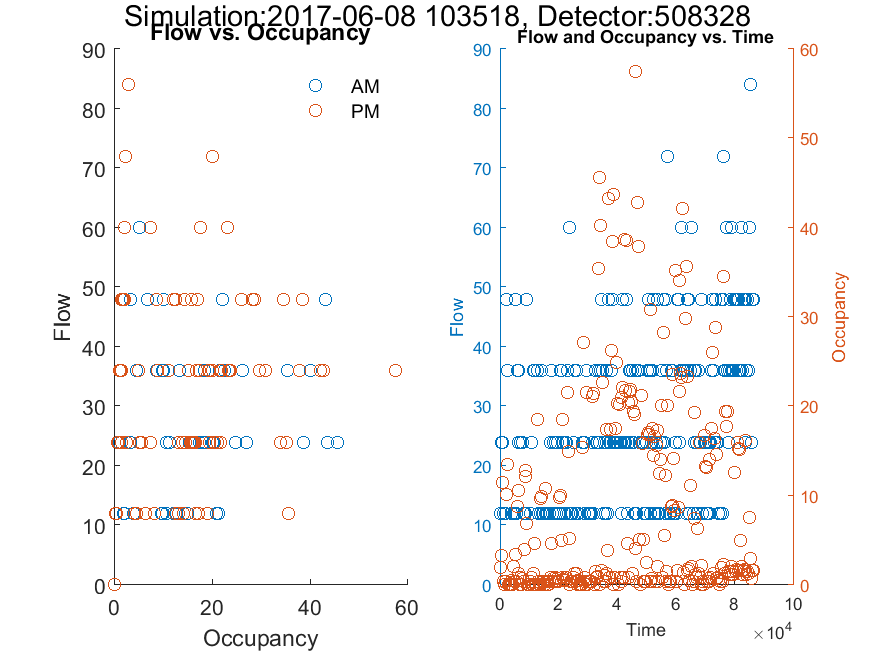 Simulation:2017-06-08 103518, Detector:508328
Flow vs. Occupancy
Flow and Occupancy vs. Time
AM
PM
90
80
70
60
50
40
30
20
10
0
Flow
0 20 40 60
Occupancy
90
80
70
60
50
40
30
20
10
0
Flow
60
50
40
30
20
10
0
Occupancy
0 2 4 6 8 10
×10⁴
Time